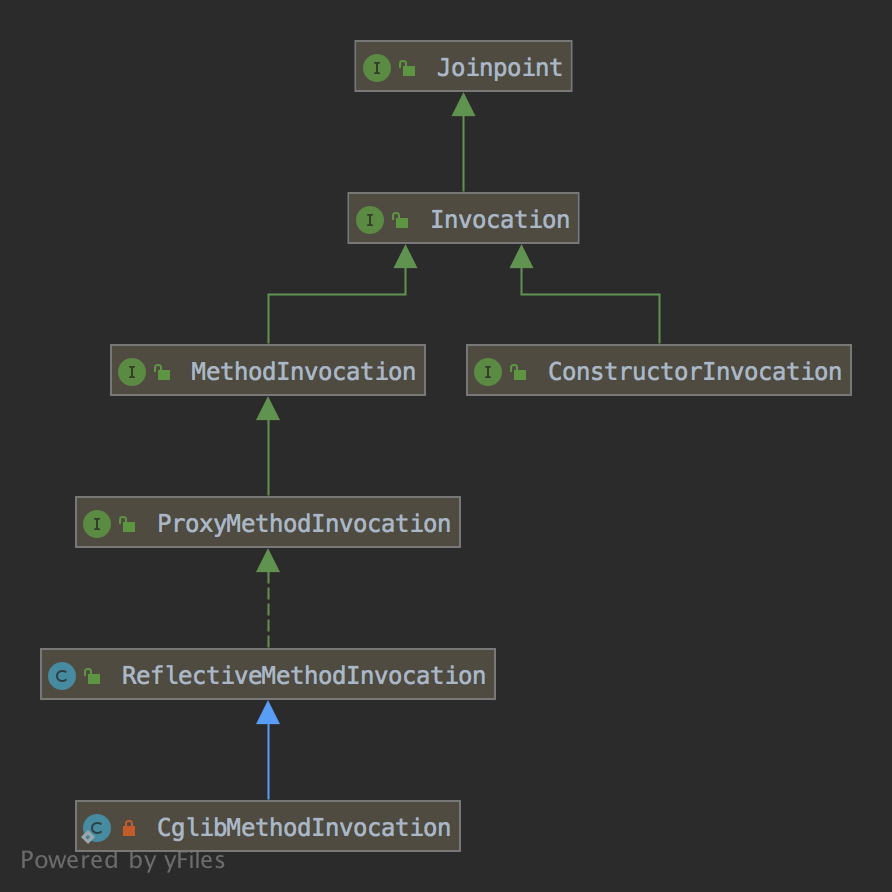 I Joinpoint
I Invocation
I MethodInvocation
I ConstructorInvocation
I ProxyMethodInvocation
C ReflectiveMethodInvocation
C CglibMethodInvocation
Powered by yFiles